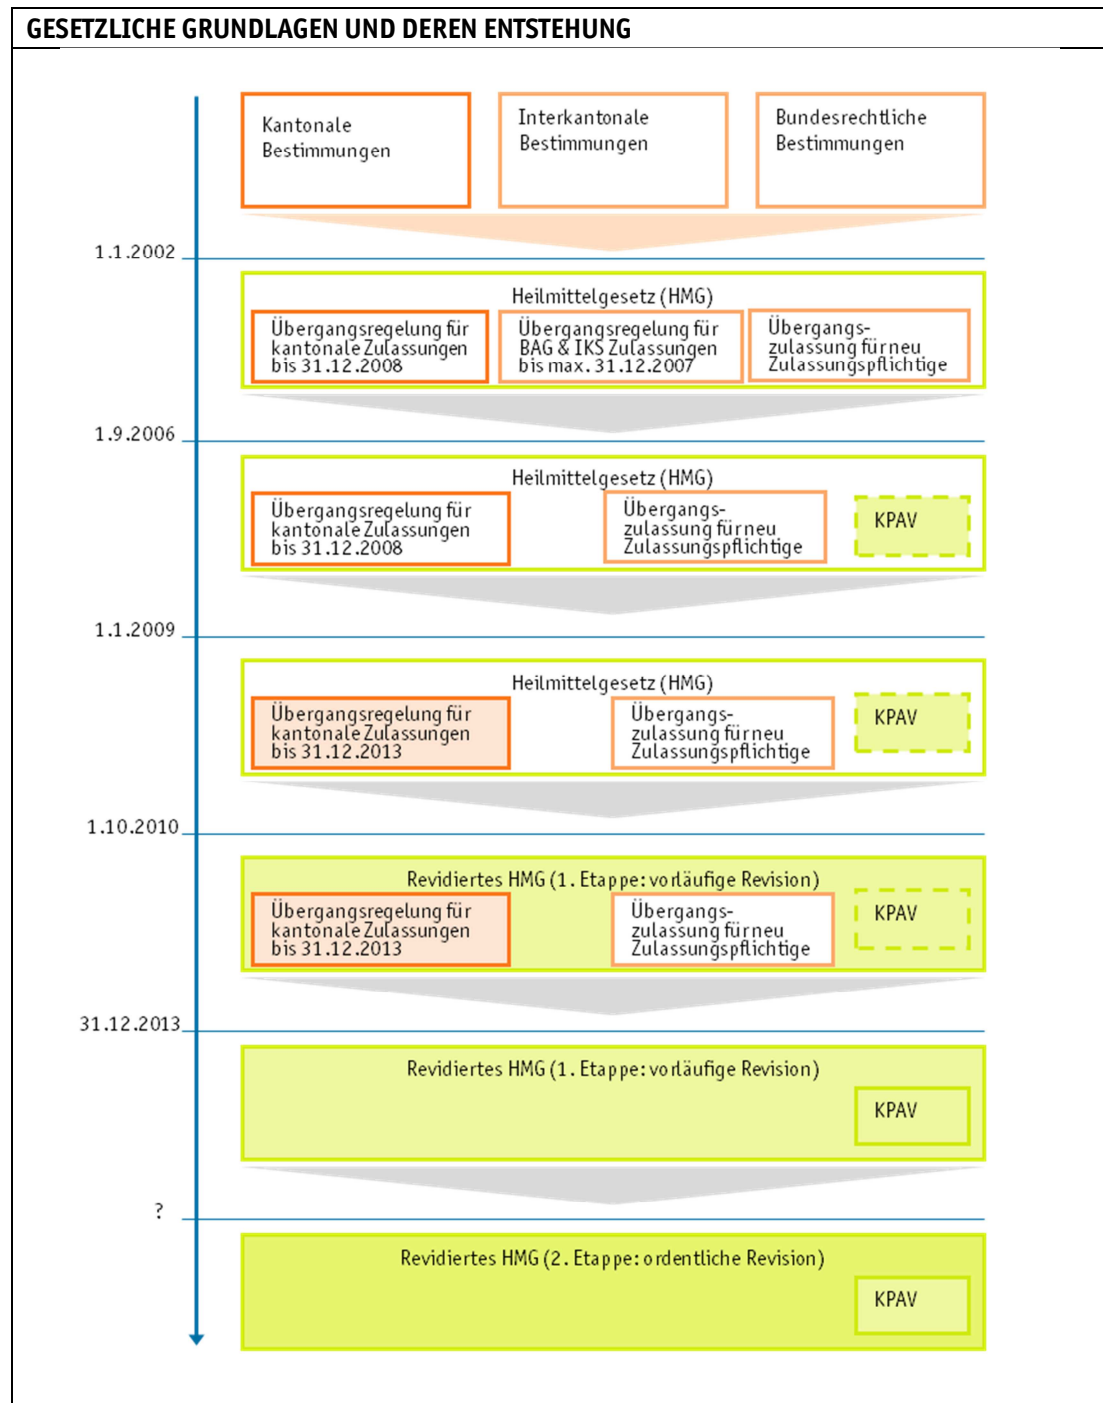 GESETZLICHE GRUNDLAGEN UND DEREN ENTSTEHUNG
Kantonale
Bestimmungen
Interkantonale
Bestimmungen
Bundesrechtliche
Bestimmungen
1.1.2002
Heilmittelgesetz (HMG)
Übergangsregelung für
kantonale Zulassungen
bis 31.12.2008
Übergangsregelung für
BAG & IKS Zulassungen
bis max. 31.12.2007
Übergangs-
zulassung für neu
Zulassungspflichtige
1.9.2006
Heilmittelgesetz (HMG)
Übergangsregelung für
kantonale Zulassungen
bis 31.12.2008
Übergangs-
zulassung für neu
Zulassungspflichtige
KPAV
1.1.2009
Heilmittelgesetz (HMG)
Übergangsregelung für
kantonale Zulassungen
bis 31.12.2013
Übergangs-
zulassung für neu
Zulassungspflichtige
KPAV
1.10.2010
Revidiertes HMG (1. Etappe: vorläufige Revision)
Übergangsregelung für
kantonale Zulassungen
bis 31.12.2013
Übergangs-
zulassung für neu
Zulassungspflichtige
KPAV
31.12.2013
Revidiertes HMG (1. Etappe: vorläufige Revision)
KPAV
?
Revidiertes HMG (2. Etappe: ordentliche Revision)
KPAV